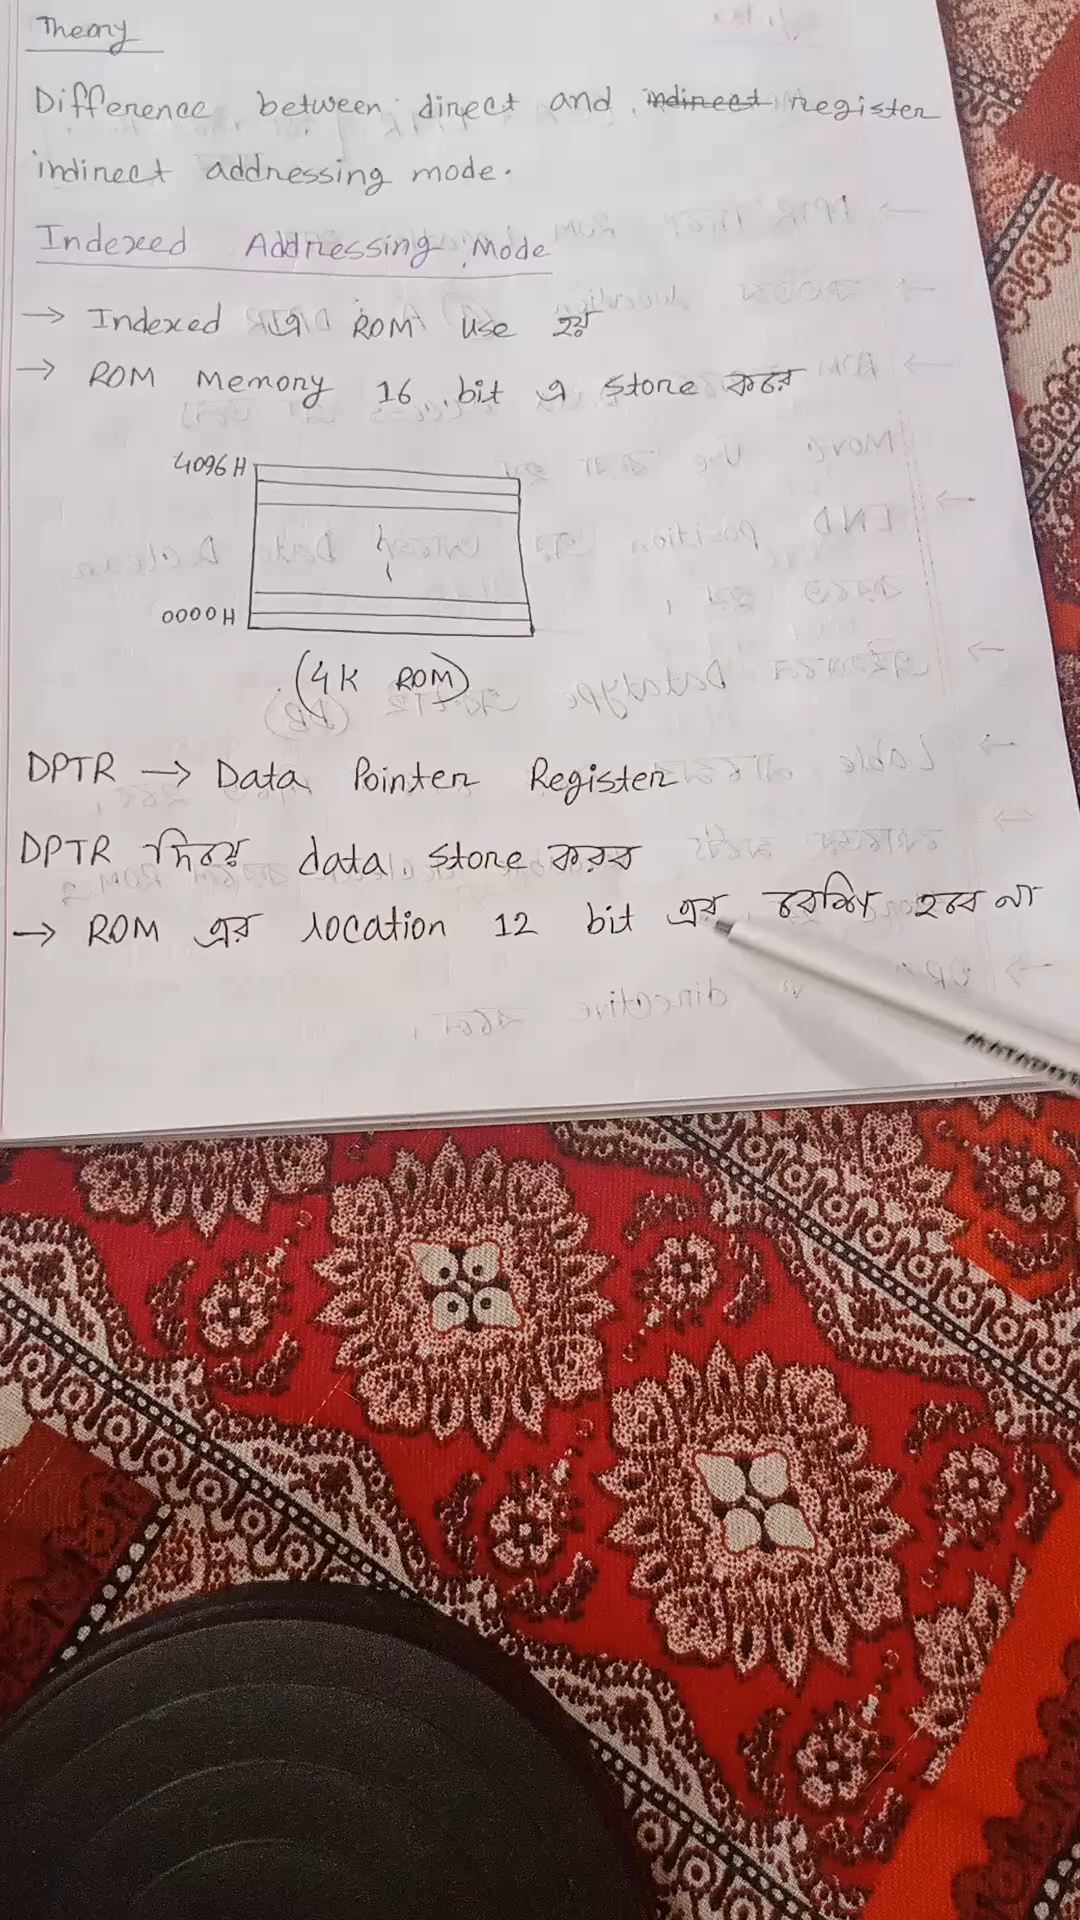 Theory
Difference between direct and indirect register
indirect addressing mode.
Indexed Addressing Mode
→ Indexed এ ROM use হয়
→ ROM Memory 16 bit এ store করে
4096 H
0000 H
(4K ROM)
DPTR → Data Pointer Register
DPTR দিয়ে data store করব
→ ROM এর location 12 bit এর বেশি হবে না
MATADOR